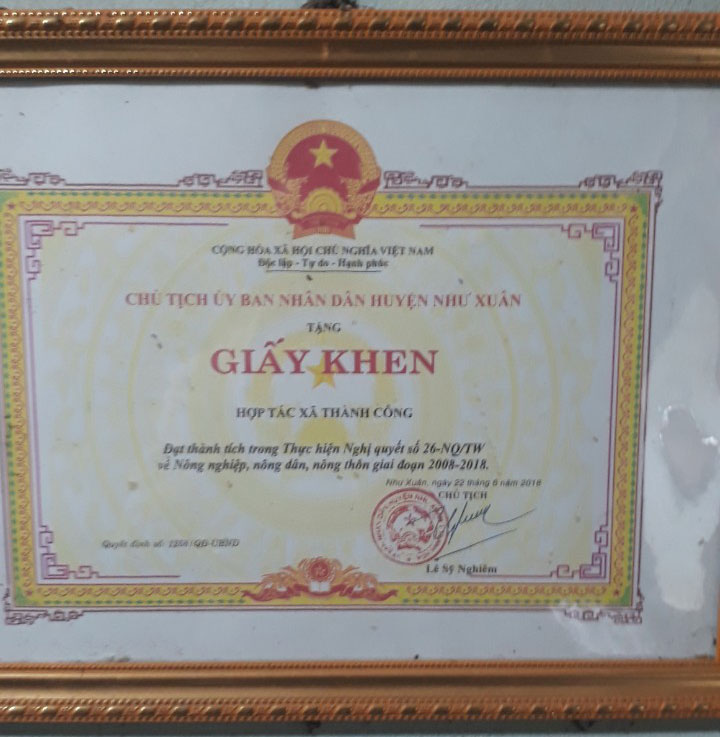 CỘNG HÒA XÃ HỘI CHỦ NGHĨA VIỆT NAM
Độc lập - Tự do - Hạnh phúc
CHỦ TỊCH ỦY BAN NHÂN DÂN HUYỆN NHƯ XUÂN
TẶNG
GIẤY KHEN
HỢP TÁC XÃ THÀNH CÔNG
Đạt thành tích trong Thực hiện Nghị quyết số 26-NQ/TW
về Nông nghiệp, nông dân, nông thôn giai đoạn 2008-2018.
Như Xuân, ngày 22 tháng 6 năm 2018
CHỦ TỊCH
Quyết định số: /QĐ-UBND
Lê Sỹ Nghiêm